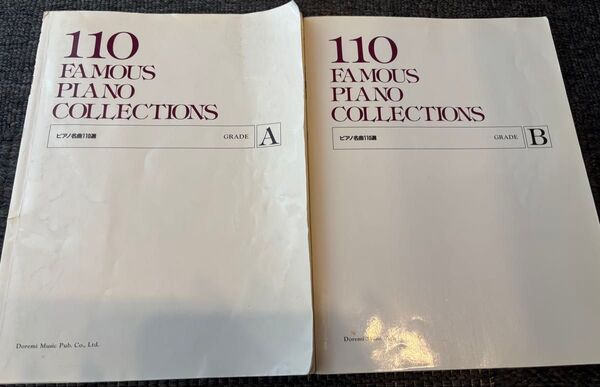 110
FAMOUS
PIANO
COLLECTIONS
ピアノ名曲110選 GRADE A
Doremi Music Pub. Co., Ltd.
110
FAMOUS
PIANO
COLLECTIONS
ピアノ名曲110選 GRADE B
Doremi